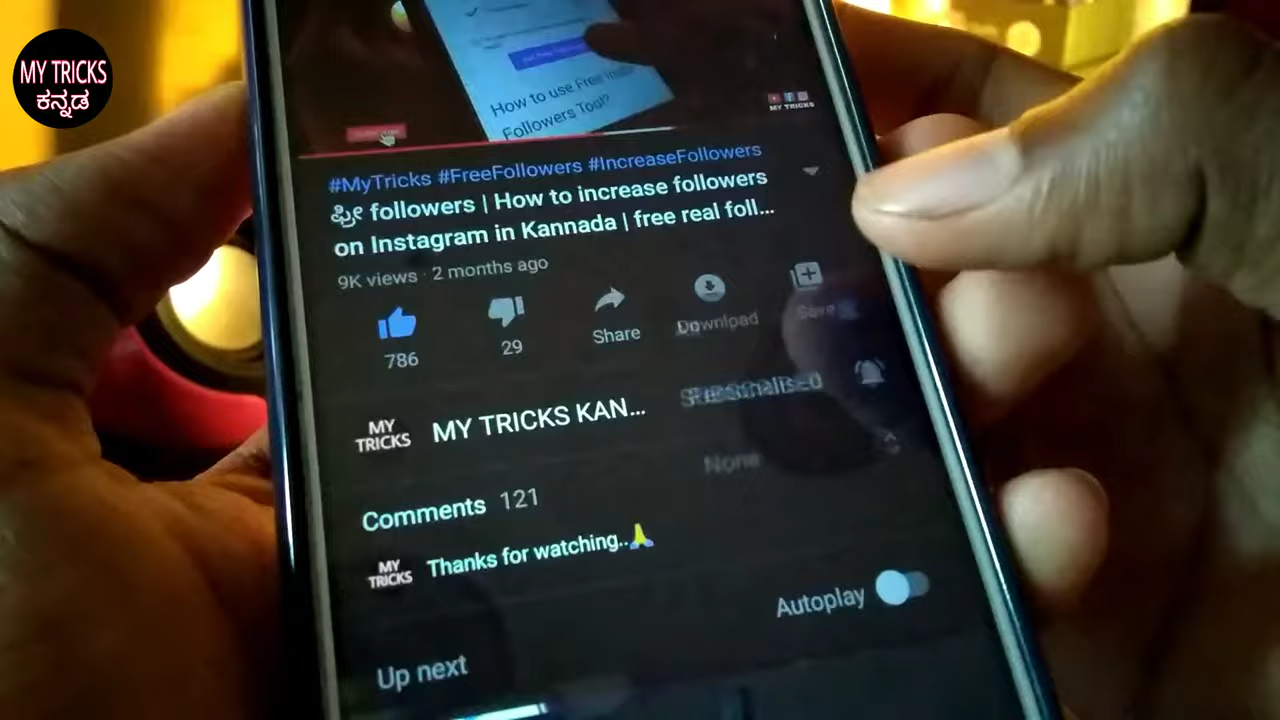 MY TRICKS
ಕನ್ನಡ
How to use Free Insta
Followers Tool?
MY TRICKS
#MyTricks #FreeFollowers #IncreaseFollowers
ಫ್ರೀ followers | How to increase followers
on Instagram in Kannada | free real foll...
9K views · 2 months ago
786
29
Share
Download
Save
MY
TRICKS
MY TRICKS KAN...
Personalised
None
Comments 121
MY
TRICKS
Thanks for watching..🙏
Autoplay
Up next